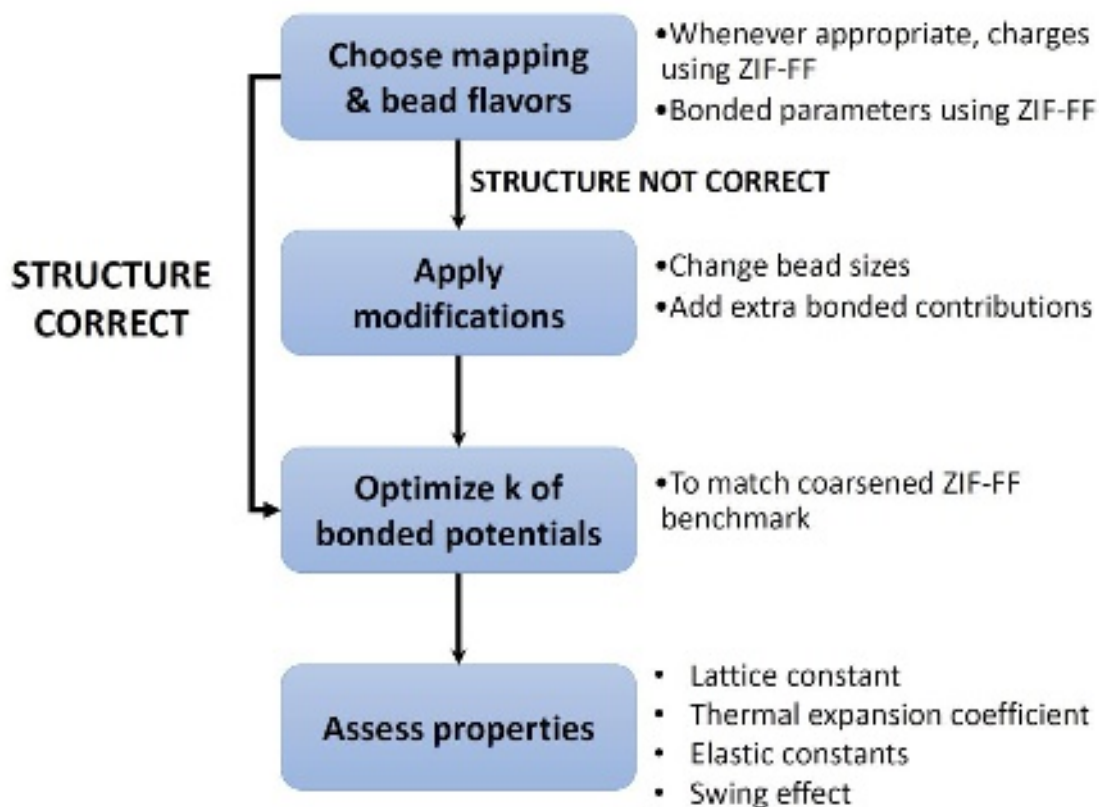 Choose mapping
& bead flavors
•Whenever appropriate, charges
using ZIF-FF
•Bonded parameters using ZIF-FF
STRUCTURE NOT CORRECT
STRUCTURE
CORRECT
Apply
modifications
•Change bead sizes
•Add extra bonded contributions
Optimize k of
bonded potentials
•To match coarsened ZIF-FF
benchmark
Assess properties
• Lattice constant
• Thermal expansion coefficient
• Elastic constants
• Swing effect